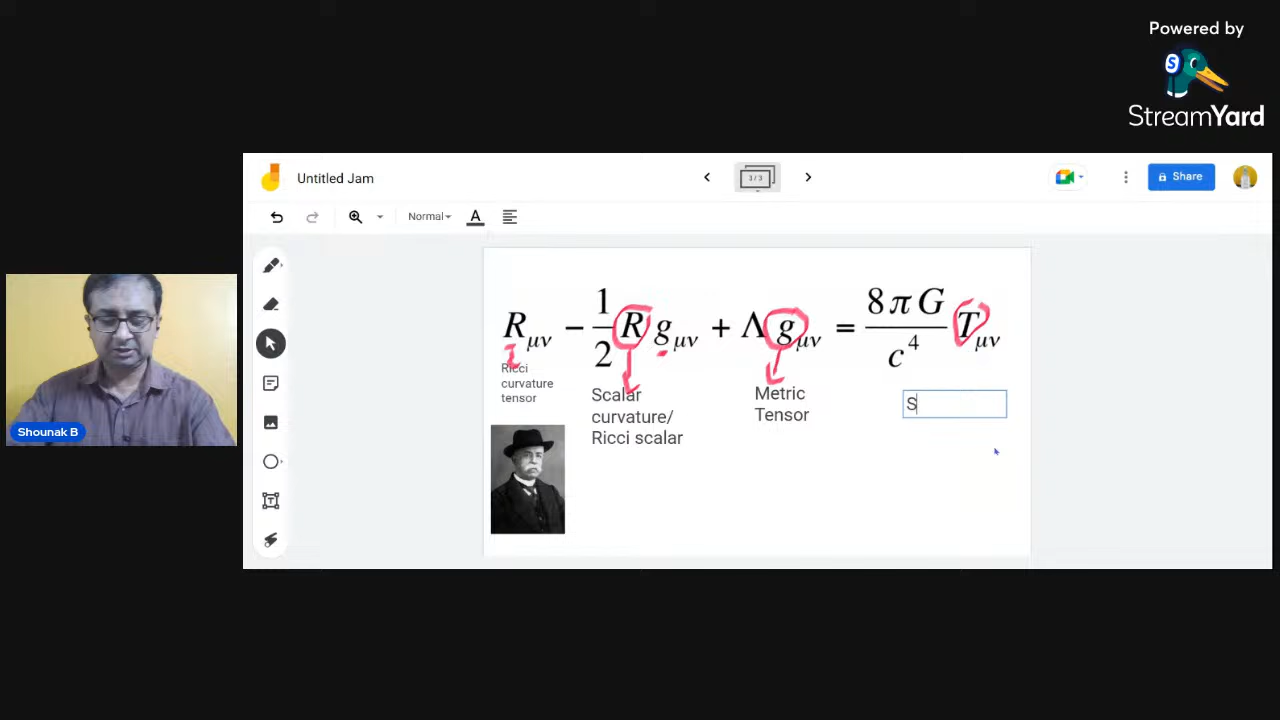 Powered by
S
StreamYard
Untitled Jam
3/3
Share
Normal
A
R_μν − 1/2 R g_μν + Λ g_μν = 8πG/c⁴ T_μν
Ricci
curvature
tensor
Scalar
curvature/
Ricci scalar
Metric
Tensor
S
T
Shounak B